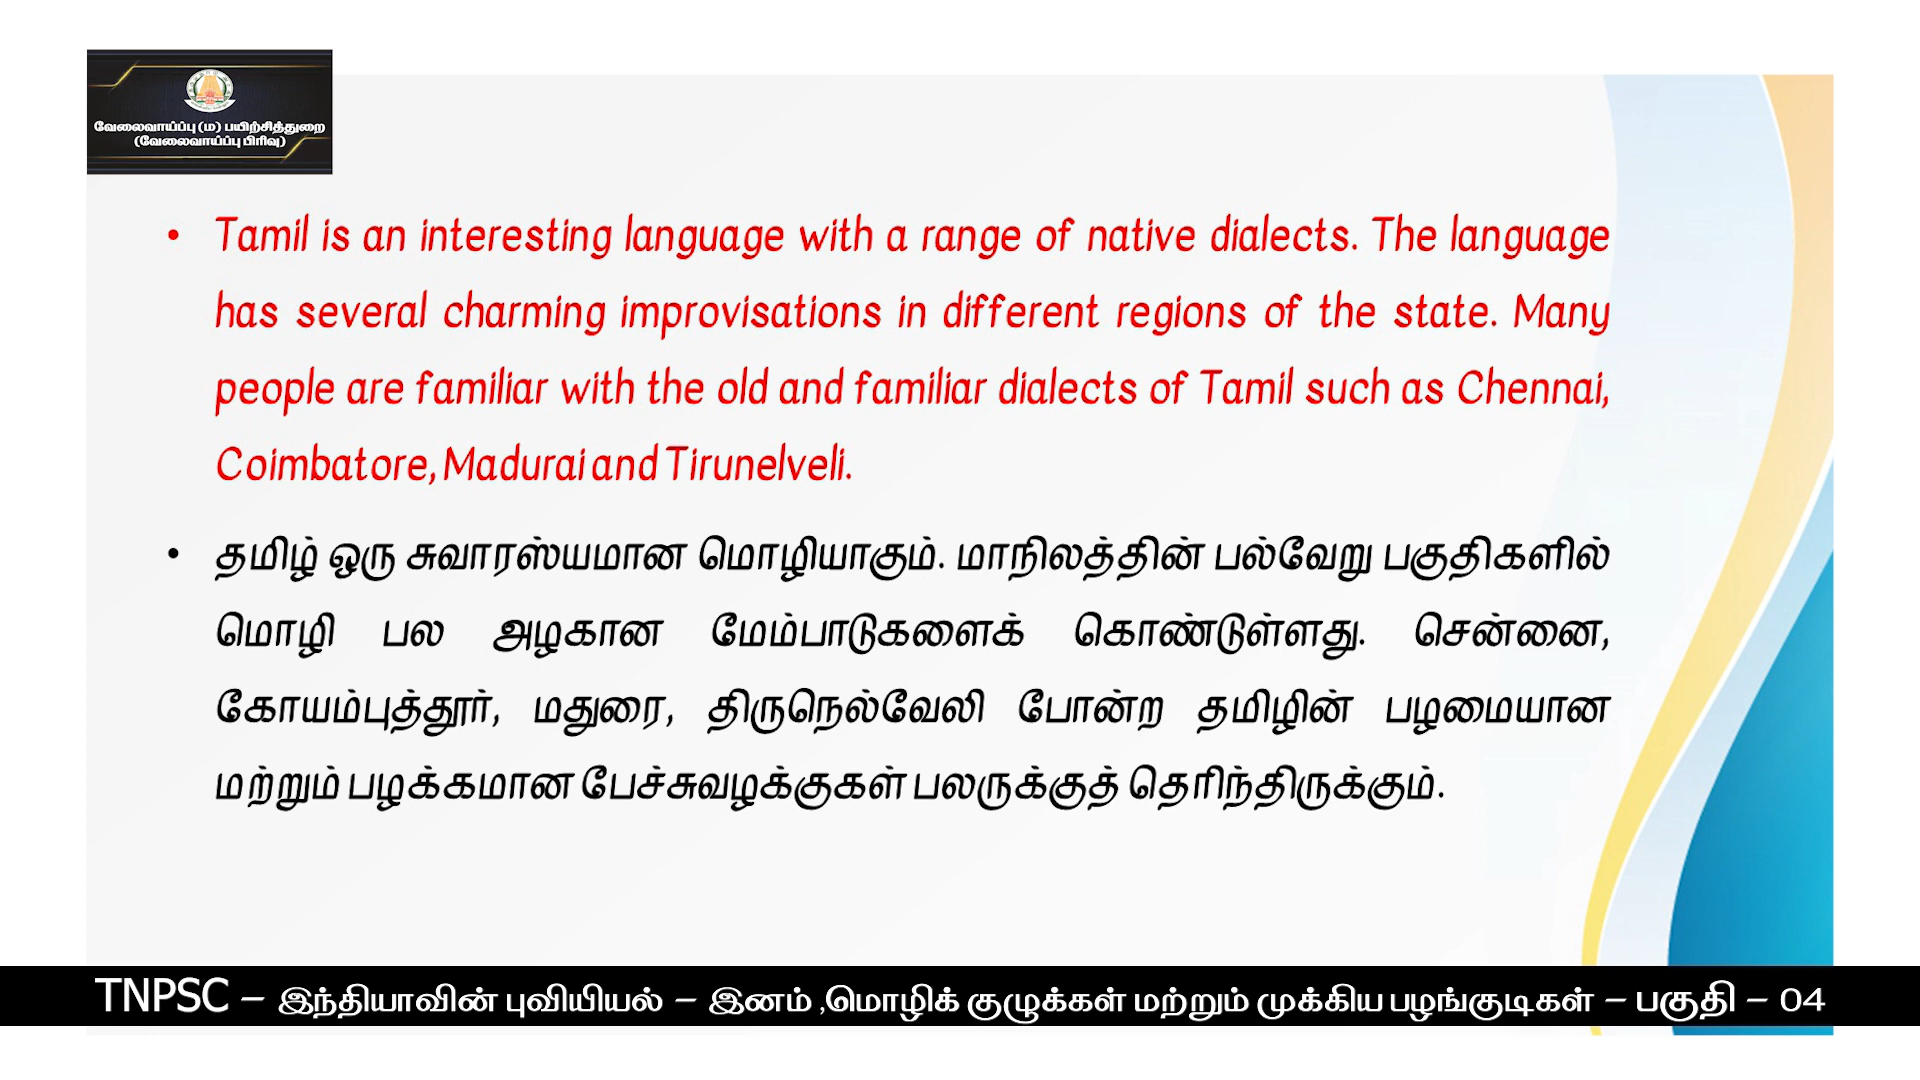 வேலைவாய்ப்பு (ம) பயிற்சித்துறை
(வேலைவாய்ப்பு பிரிவு)
• Tamil is an interesting language with a range of native dialects. The language
has several charming improvisations in different regions of the state. Many
people are familiar with the old and familiar dialects of Tamil such as Chennai,
Coimbatore, Madurai and Tirunelveli.
• தமிழ் ஒரு சுவாரஸ்யமான மொழியாகும். மாநிலத்தின் பல்வேறு பகுதிகளில்
மொழி பல அழகான மேம்பாடுகளைக் கொண்டுள்ளது. சென்னை,
கோயம்புத்தூர், மதுரை, திருநெல்வேலி போன்ற தமிழின் பழமையான
மற்றும் பழக்கமான பேச்சுவழக்குகள் பலருக்குத் தெரிந்திருக்கும்.
TNPSC – இந்தியாவின் புவியியல் – இனம் ,மொழிக் குழுக்கள் மற்றும் முக்கிய பழங்குடிகள் – பகுதி – 04